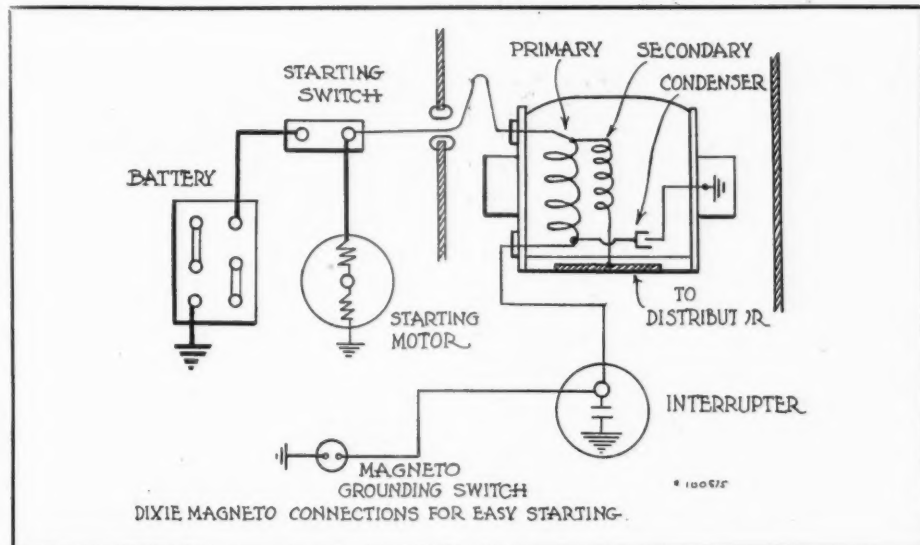 PRIMARY
SECONDARY
CONDENSER
STARTING
SWITCH
BATTERY
STARTING
MOTOR
TO
DISTRIBUT)R
INTERRUPTER
MAGNETO
GROUNDING SWITCH
DIXIE MAGNETO CONNECTIONS FOR EASY STARTING.